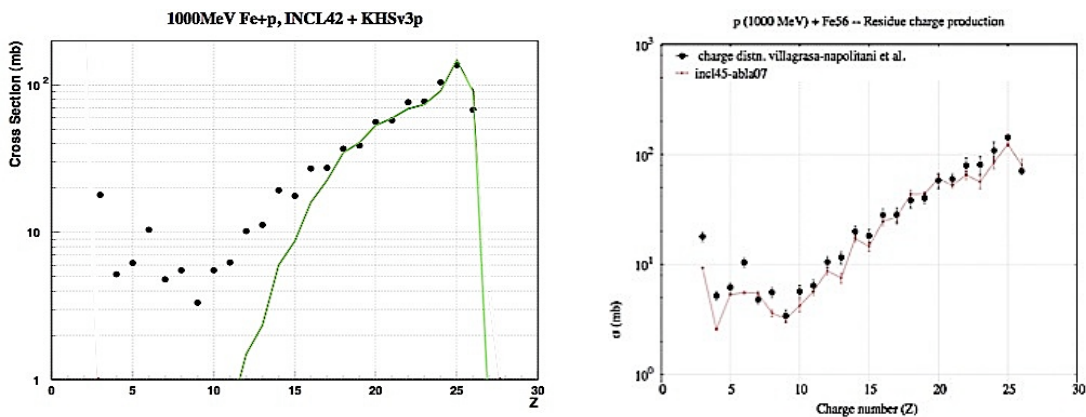 1000MeV Fe+p, INCL42 + KHSv3p
Cross Section (mb)
10²
10
1
0 5 10 15 20 25 30
Z
p (1000 MeV) + Fe56 -- Residue charge production
charge distn. villagrasa-napolitani et al.
incl45-abla07
σ (mb)
10³
10²
10¹
10⁰
0 5 10 15 20 25 30
Charge number (Z)